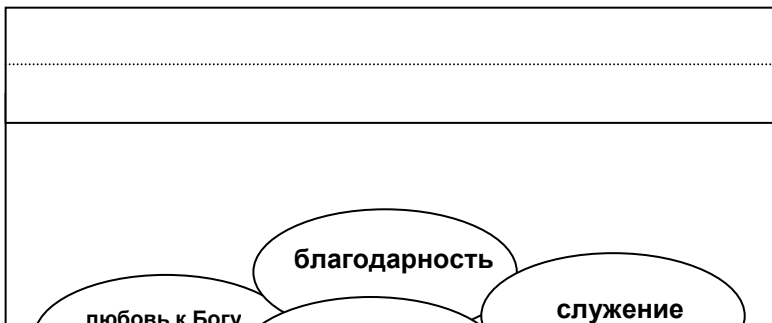 благодарность
служение
любовь к Богу